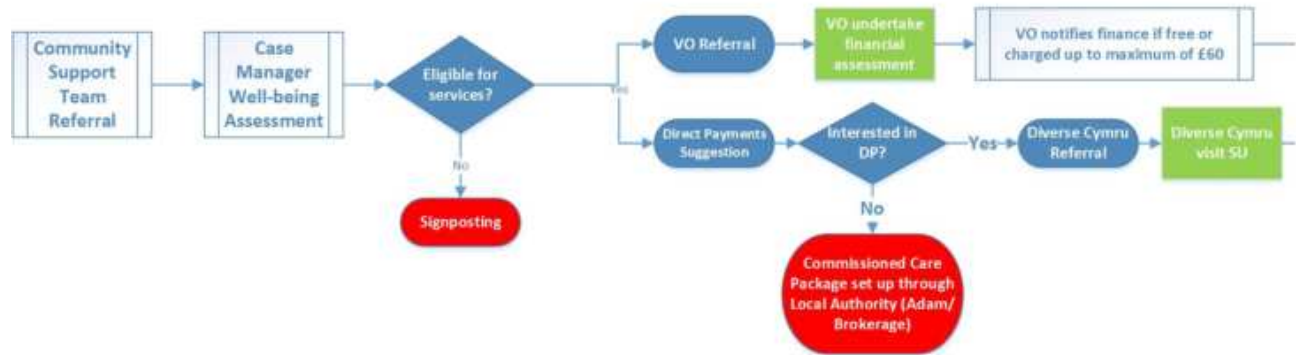 Community
Support
Team
Referral
Case
Manager
Well-being
Assessment
Eligible for
services?
Yes
No
Signposting
VO Referral
VO undertake
financial
assessment
VO notifies finance if free or
charged up to maximum of £60
Direct Payments
Suggestion
Interested in
DP?
Yes
No
Diverse Cymru
Referral
Diverse Cymru
visit SU
Commissioned Care
Package set up through
Local Authority (Adam/
Brokerage)